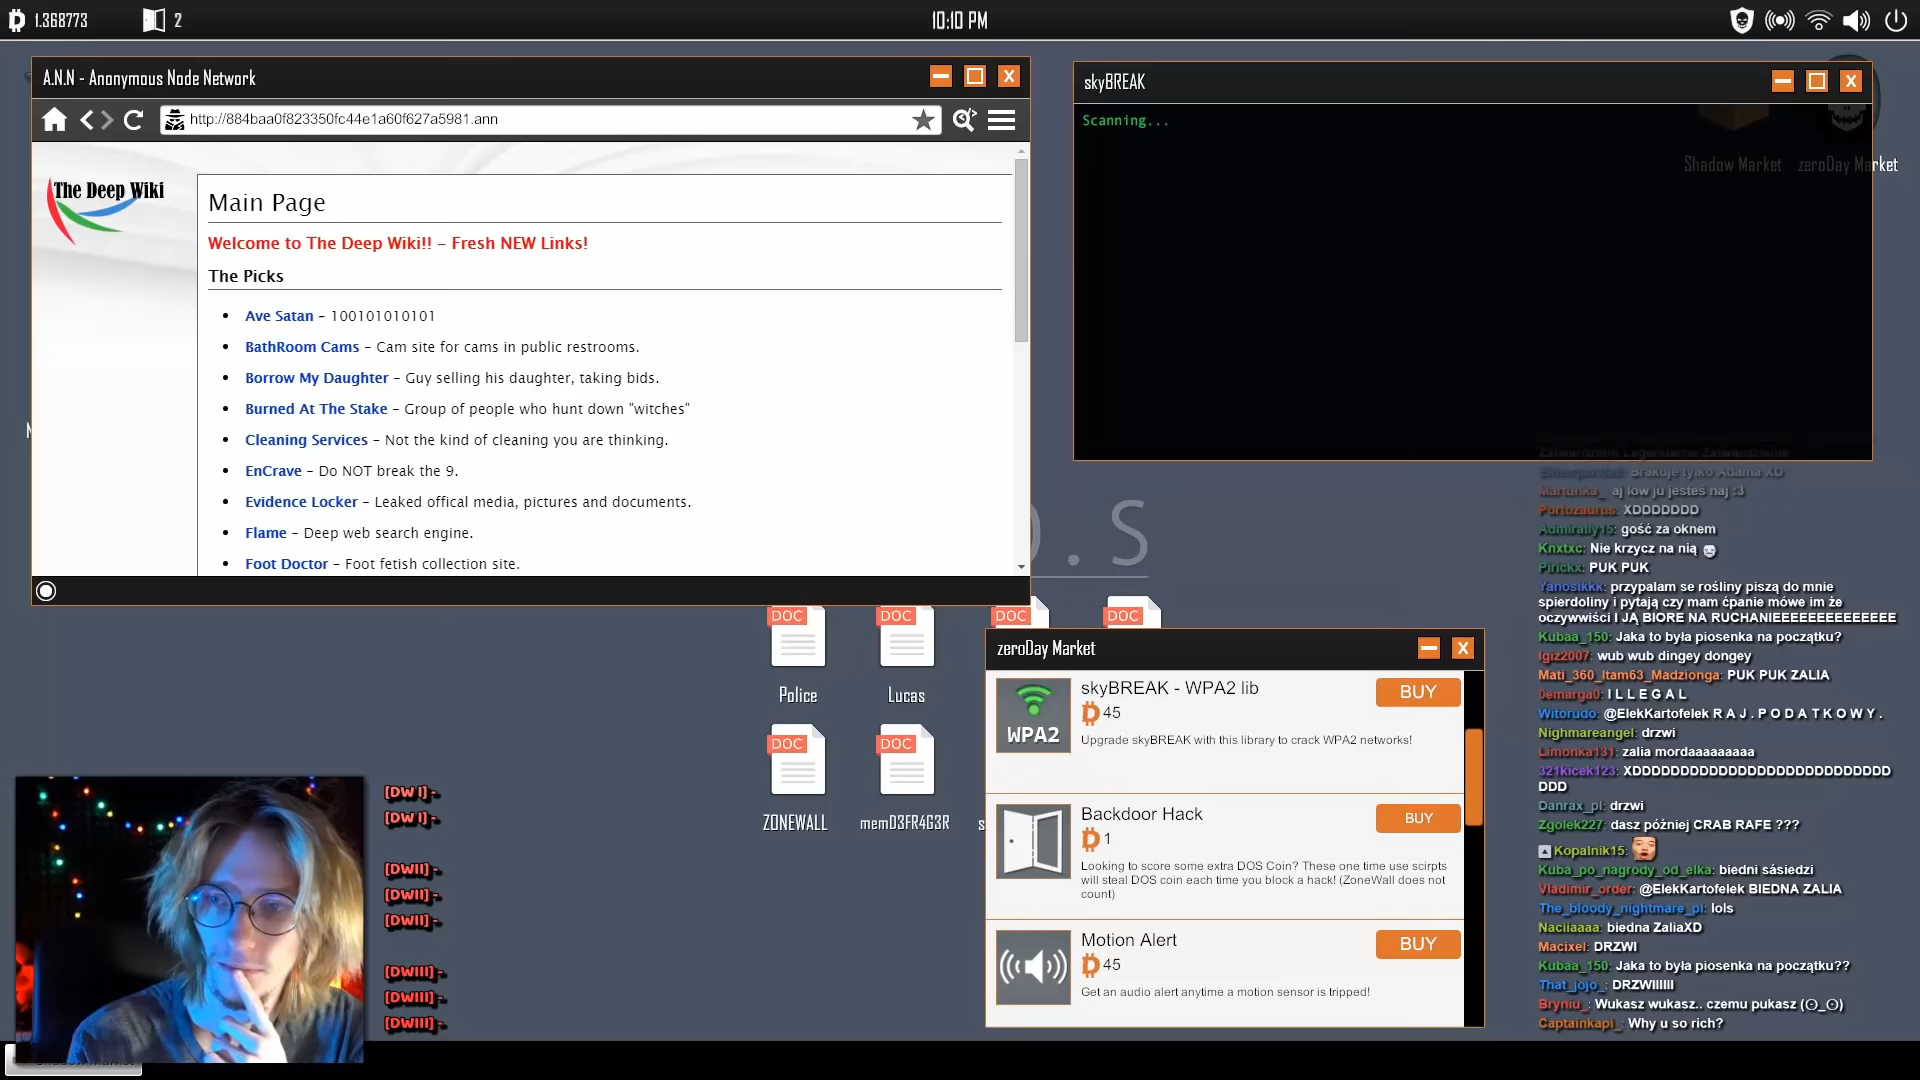 1.368773
2
10:10 PM
A.N.N - Anonymous Node Network
http://884baa0f823350fc44e1a60f627a5981.ann
The Deep Wiki
Main Page
Welcome to The Deep Wiki!! – Fresh NEW Links!
The Picks
Ave Satan – 100101010101
BathRoom Cams – Cam site for cams in public restrooms.
Borrow My Daughter – Guy selling his daughter, taking bids.
Burned At The Stake – Group of people who hunt down "witches"
Cleaning Services – Not the kind of cleaning you are thinking.
EnCrave – Do NOT break the 9.
Evidence Locker – Leaked offical media, pictures and documents.
Flame – Deep web search engine.
Foot Doctor – Foot fetish collection site.
skyBREAK
Scanning...
Shadow Market
zeroDay Market
.S
DOC
DOC
DOC
DOC
Police
Lucas
DOC
DOC
ZONEWALL
memD3FR4G3R
zeroDay Market
skyBREAK - WPA2 lib
BUY
45
WPA2
Upgrade skyBREAK with this library to crack WPA2 networks!
Backdoor Hack
BUY
1
Looking to score some extra DOS Coin? These one time use scirpts
will steal DOS coin each time you block a hack! (ZoneWall does not
count)
Motion Alert
BUY
45
Get an audio alert anytime a motion sensor is tripped!
[DW I] -
[DW I] -
[DWII] -
[DWII] -
[DWII] -
[DWIII] -
[DWIII] -
[DWIII] -
Brakuje tylko Adama XD
Martunka_: aj low ju jesteś naj :3
Portozaurus: XDDDDDDD
Admirally15: gość za oknem
Knxtxc: Nie krzycz na nią
Pirickx: PUK PUK
Yanosikkk: przypalam se rośliny piszą do mnie
spierdoliny i pytają czy mam ćpanie mówe im że
oczywwiści I JĄ BIORE NA RUCHANIEEEEEEEEEEEEEE
Kubaa_150: Jaka to była piosenka na początku?
Igiz2007: wub wub dingey dongey
Mati_360_Itam63_Madzionga: PUK PUK ZALIA
0emarga0: I L L E G A L
Witorudo: @ElekKartofelek R A J . P O D A T K O W Y .
Nighmareangel: drzwi
Limonka131: zalia mordaaaaaaaaa
321kicek123: XDDDDDDDDDDDDDDDDDDDDDDDDDDD
DDD
Danrax_pl: drzwi
Zgolek227: dasz później CRAB RAFE ???
Kopalnik15:
Kuba_po_nagrody_od_elka: biedni sásiedzi
Vladimir_order: @ElekKartofelek BIEDNA ZALIA
The_bloody_nightmare_pl: lols
Naciiaaaa: biedna ZaliaXD
Macixel: DRZWI
Kubaa_150: Jaka to była piosenka na początku??
That_jojo_: DRZWIIIIII
Bryniu_: Wukasz wukasz.. czemu pukasz (ʘ_ʘ)
Captainkapi_: Why u so rich?